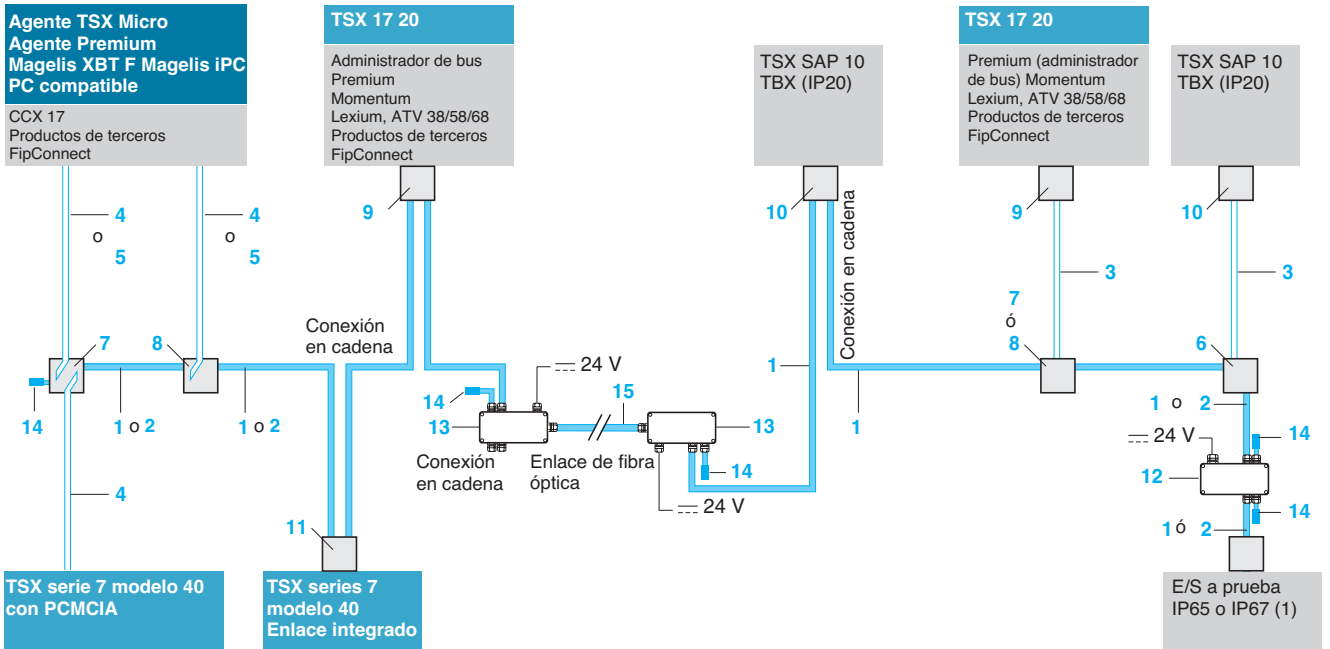 Agente TSX Micro
Agente Premium
Magelis XBT F Magelis iPC
PC compatible
CCX 17
Productos de terceros
FipConnect
TSX 17 20
Administrador de bus
Premium
Momentum
Lexium, ATV 38/58/68
Productos de terceros
FipConnect
TSX SAP 10
TBX (IP20)
TSX 17 20
Premium (administrador
de bus) Momentum
Lexium, ATV 38/58/68
Productos de terceros
FipConnect
TSX SAP 10
TBX (IP20)
4
o
5
4
o
5
9
10
Conexión en cadena
9
10
3
3
7
8
Conexión
en cadena
7
ó
8
6
14
1 o 2
1 o 2
24 V
14
13
15
13
14
1
1
Conexión
en cadena
Enlace de fibra
óptica
24 V
1 o 2
24 V
14
12
14
1 ó 2
4
11
TSX serie 7 modelo 40
con PCMCIA
TSX series 7
modelo 40
Enlace integrado
E/S a prueba
IP65 o IP67 (1)